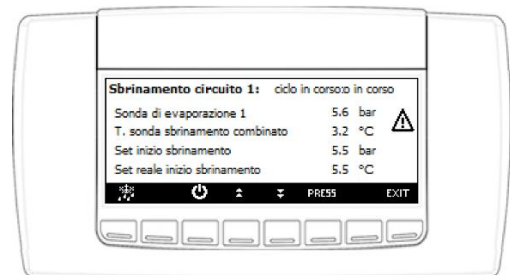 Sbrinamento circuito 1: ciclo in corso:o in corso
Sonda di evaporazione 1 5.6 bar
T. sonda sbrinamento combinato 3.2 °C
Set inizio sbrinamento 5.5 bar
Set reale inizio sbrinamento 5.5 °C
PRESS EXIT